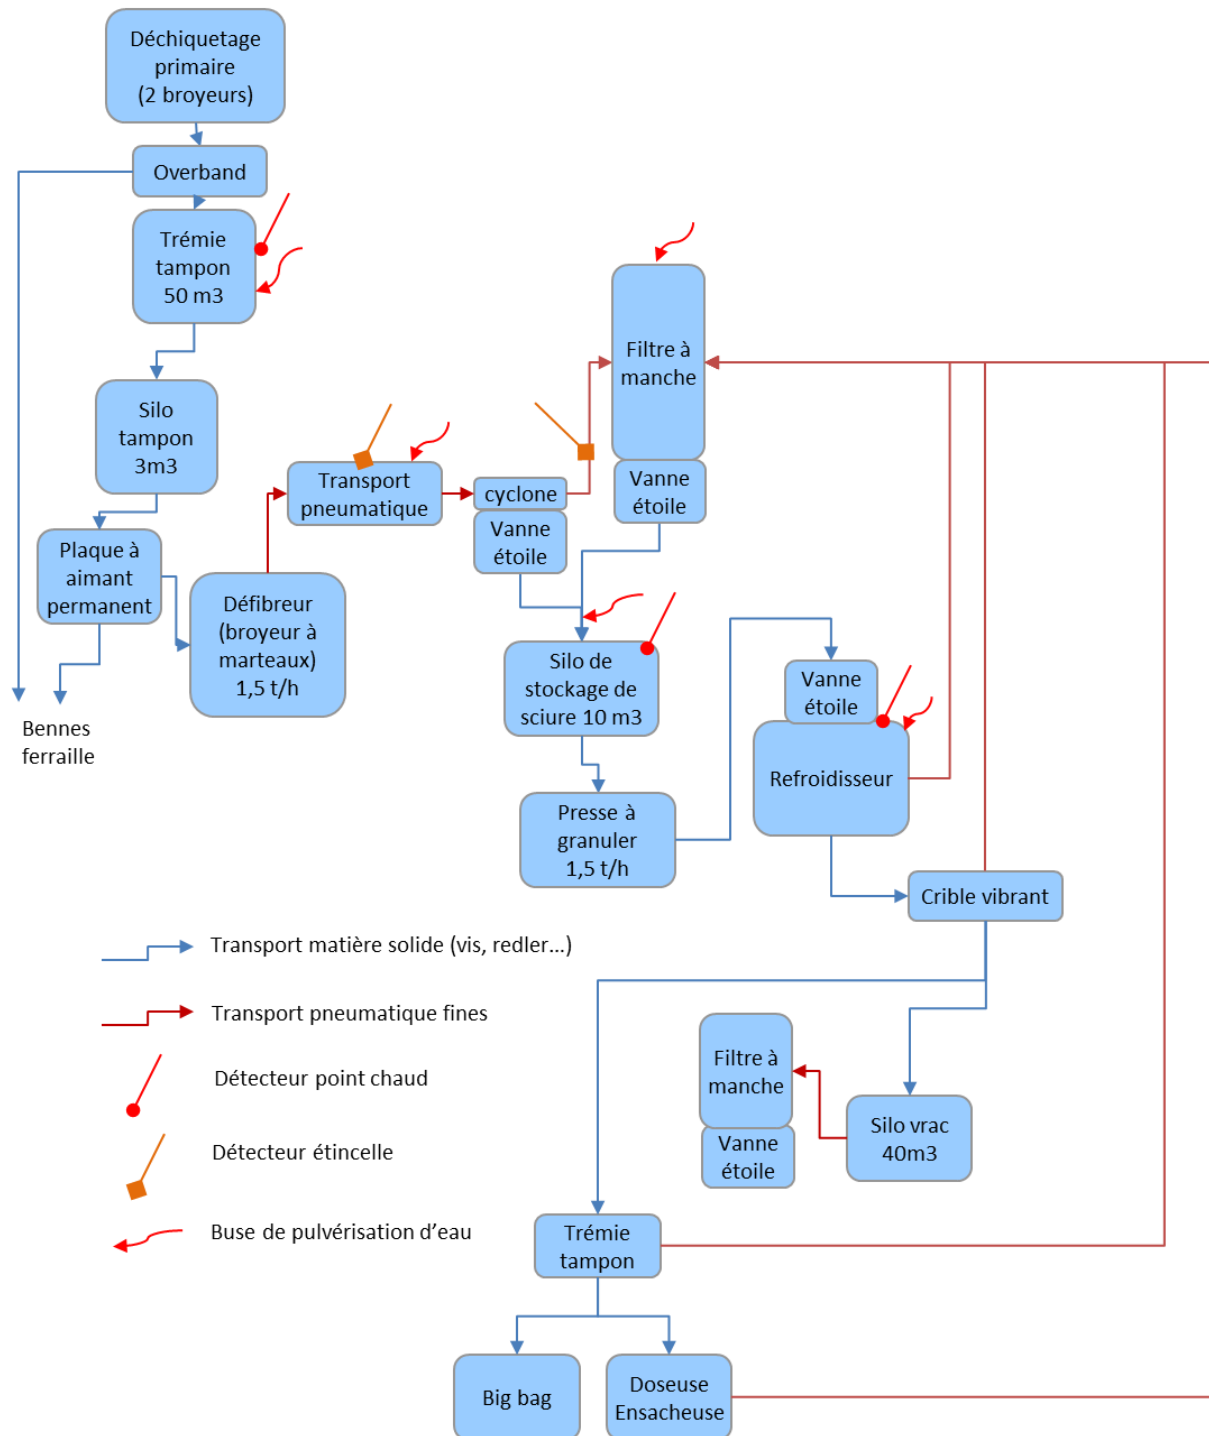 Déchiquetage
primaire
(2 broyeurs)
Overband
Trémie
tampon
50 m3
Silo
tampon
3m3
Plaque à
aimant
permanent
Bennes
ferraille
Défibreur
(broyeur à
marteaux)
1,5 t/h
Transport
pneumatique
cyclone
Vanne
étoile
Filtre à
manche
Vanne
étoile
Silo de
stockage de
sciure 10 m3
Presse à
granuler
1,5 t/h
Vanne
étoile
Refroidisseur
Crible vibrant
Transport matière solide (vis, redler…)
Transport pneumatique fines
Détecteur point chaud
Détecteur étincelle
Buse de pulvérisation d’eau
Filtre à
manche
Vanne
étoile
Silo vrac
40m3
Trémie
tampon
Big bag
Doseuse
Ensacheuse